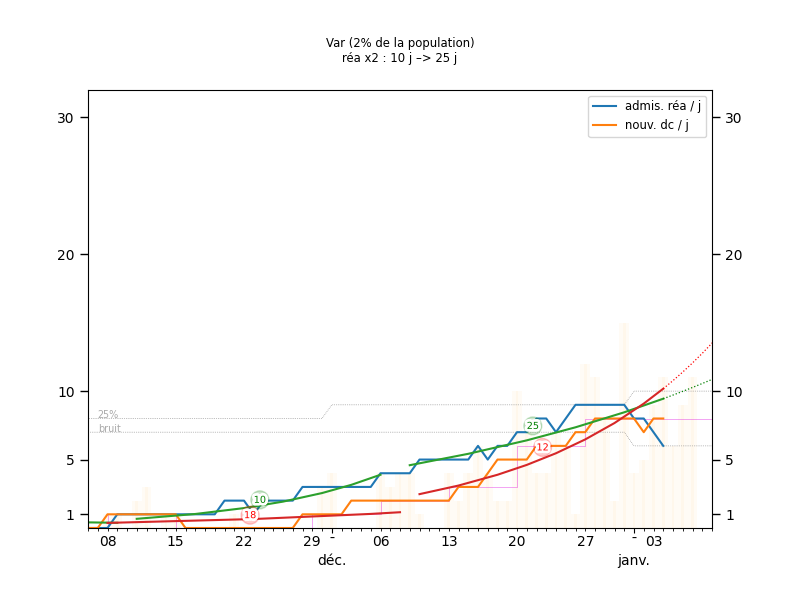 Var (2% de la population)
réa x2 : 10 j –> 25 j
admis. réa / j
nouv. dc / j
30 30
20 20
10 10
25%
bruit
25
12
5 5
10
18
1 1
08 15 22 29 - 06 13 20 27 - 03
déc. janv.